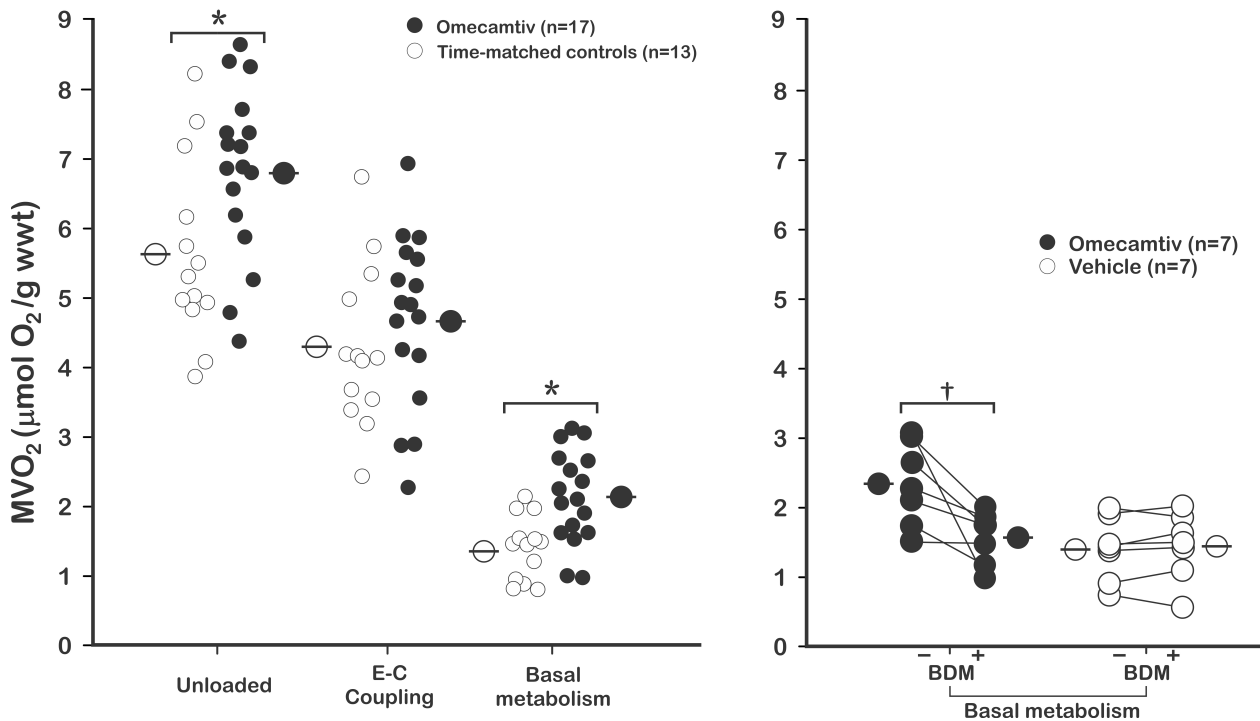 MVO2 (μmol O2/g wwt)
9
8
7
6
5
4
3
2
1
0
*
*
Omecamtiv (n=17)
Time-matched controls (n=13)
Unloaded
E-C
Coupling
Basal
metabolism
9
8
7
6
5
4
3
2
1
0
Omecamtiv (n=7)
Vehicle (n=7)
†
− +
BDM
− +
BDM
Basal metabolism